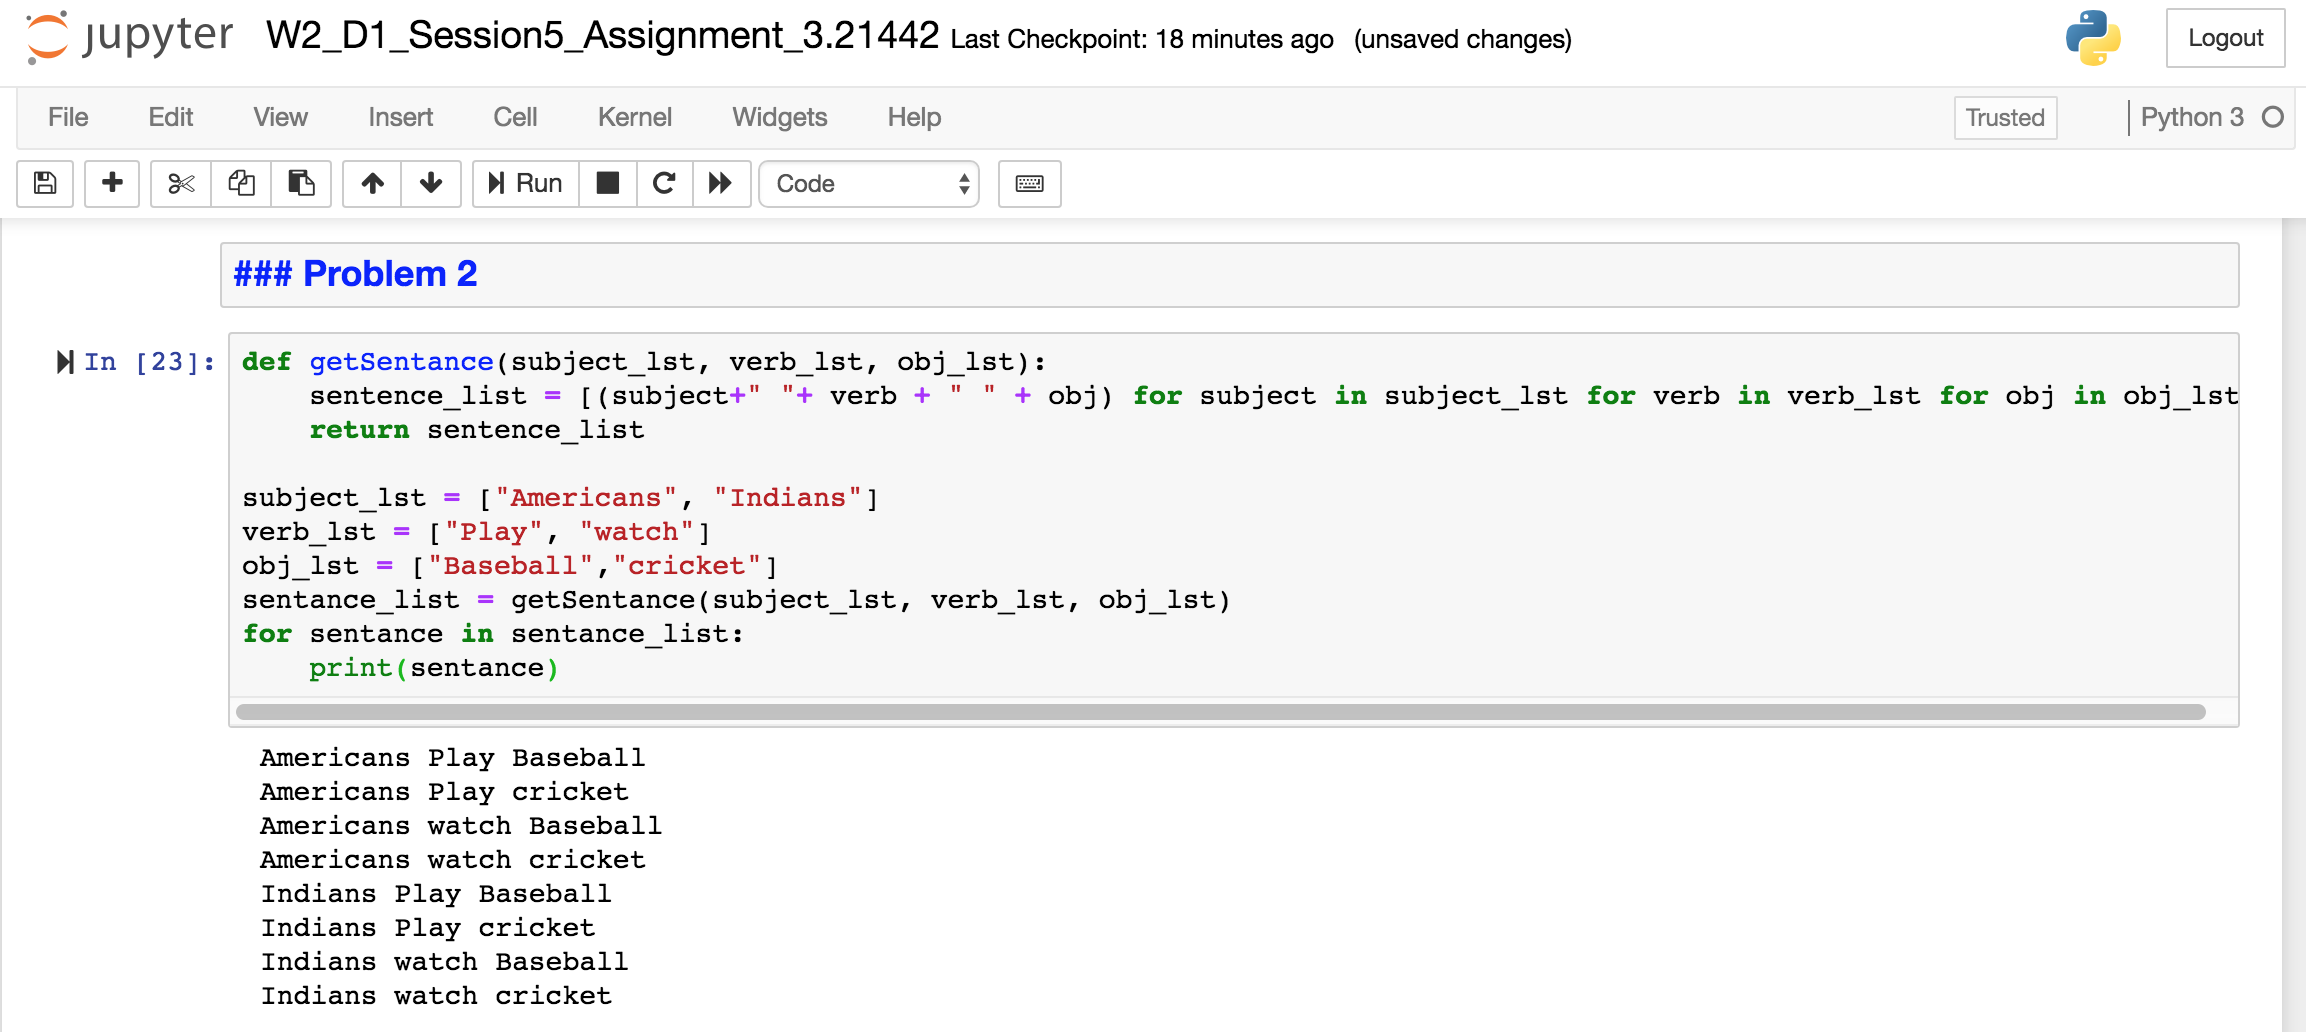 jupyter W2_D1_Session5_Assignment_3.21442 Last Checkpoint: 18 minutes ago (unsaved changes) Logout
File Edit View Insert Cell Kernel Widgets Help Trusted Python 3
Run Code
### Problem 2
In [23]: def getSentance(subject_lst, verb_lst, obj_lst):
    sentence_list = [(subject+" "+ verb + " " + obj) for subject in subject_lst for verb in verb_lst for obj in obj_lst
    return sentence_list
subject_lst = ["Americans", "Indians"]
verb_lst = ["Play", "watch"]
obj_lst = ["Baseball","cricket"]
sentance_list = getSentance(subject_lst, verb_lst, obj_lst)
for sentance in sentance_list:
    print(sentance)
Americans Play Baseball
Americans Play cricket
Americans watch Baseball
Americans watch cricket
Indians Play Baseball
Indians Play cricket
Indians watch Baseball
Indians watch cricket